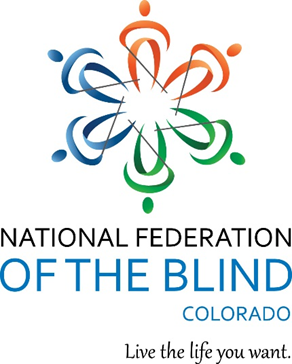 NATIONAL FEDERATION
OF THE BLIND
COLORADO
Live the life you want.